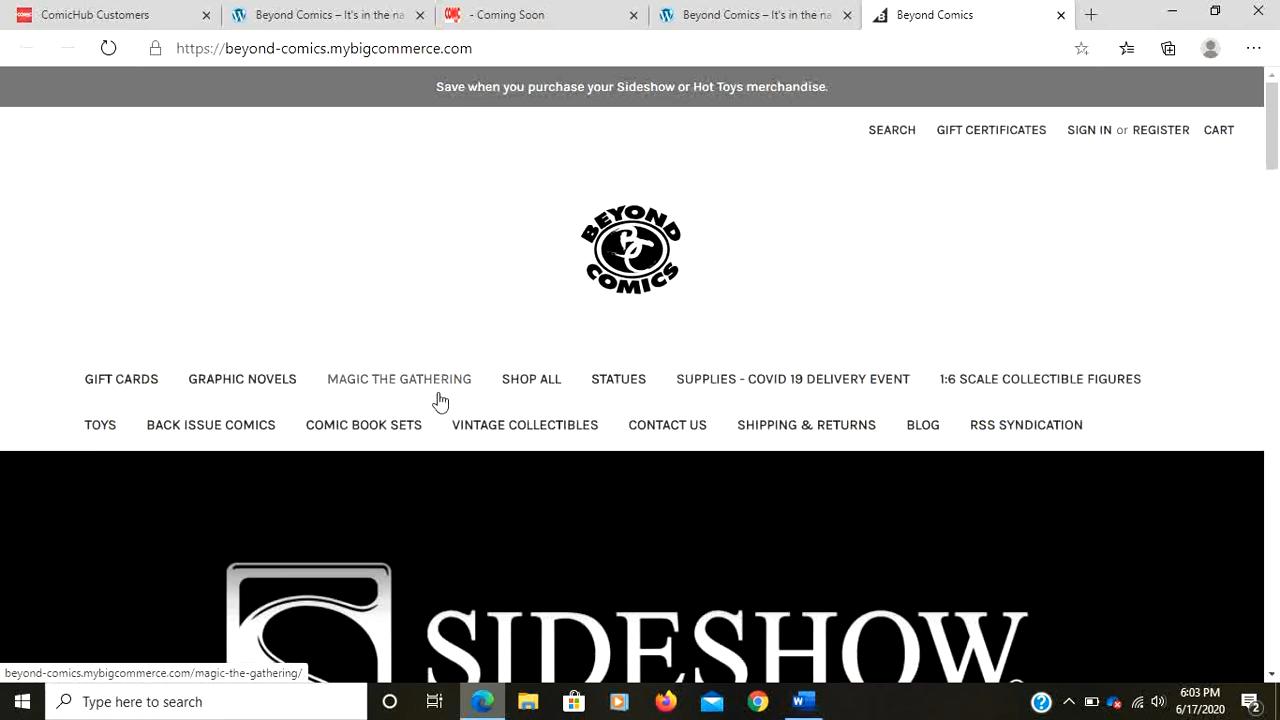 ComicHub Customers
Beyond Comics – It's in the na
- Coming Soon
Beyond Comics – It's in the na
Beyond Comics
https://beyond-comics.mybigcommerce.com
Save when you purchase your Sideshow or Hot Toys merchandise.
SEARCH GIFT CERTIFICATES SIGN IN or REGISTER CART
BEYOND
BC
COMICS
GIFT CARDS GRAPHIC NOVELS MAGIC THE GATHERING SHOP ALL STATUES SUPPLIES - COVID 19 DELIVERY EVENT 1:6 SCALE COLLECTIBLE FIGURES
TOYS BACK ISSUE COMICS COMIC BOOK SETS VINTAGE COLLECTIBLES CONTACT US SHIPPING & RETURNS BLOG RSS SYNDICATION
SIDESHOW
beyond-comics.mybigcommerce.com/magic-the-gathering/
Type here to search
6:03 PM
6/17/2020
2